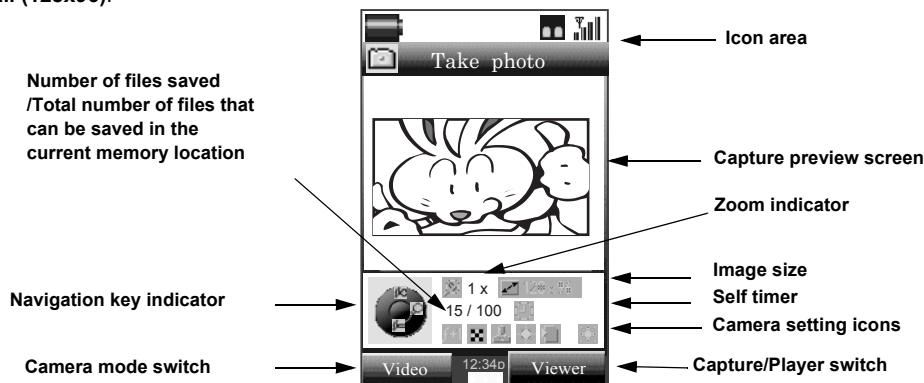 Icon area
Take photo
Number of files saved
/Total number of files that
can be saved in the
current memory location
Capture preview screen
Zoom indicator
1 x
Image size
Navigation key indicator
15 / 100
Self timer
Camera setting icons
Camera mode switch
Video
12:34p
Viewer
Capture/Player switch